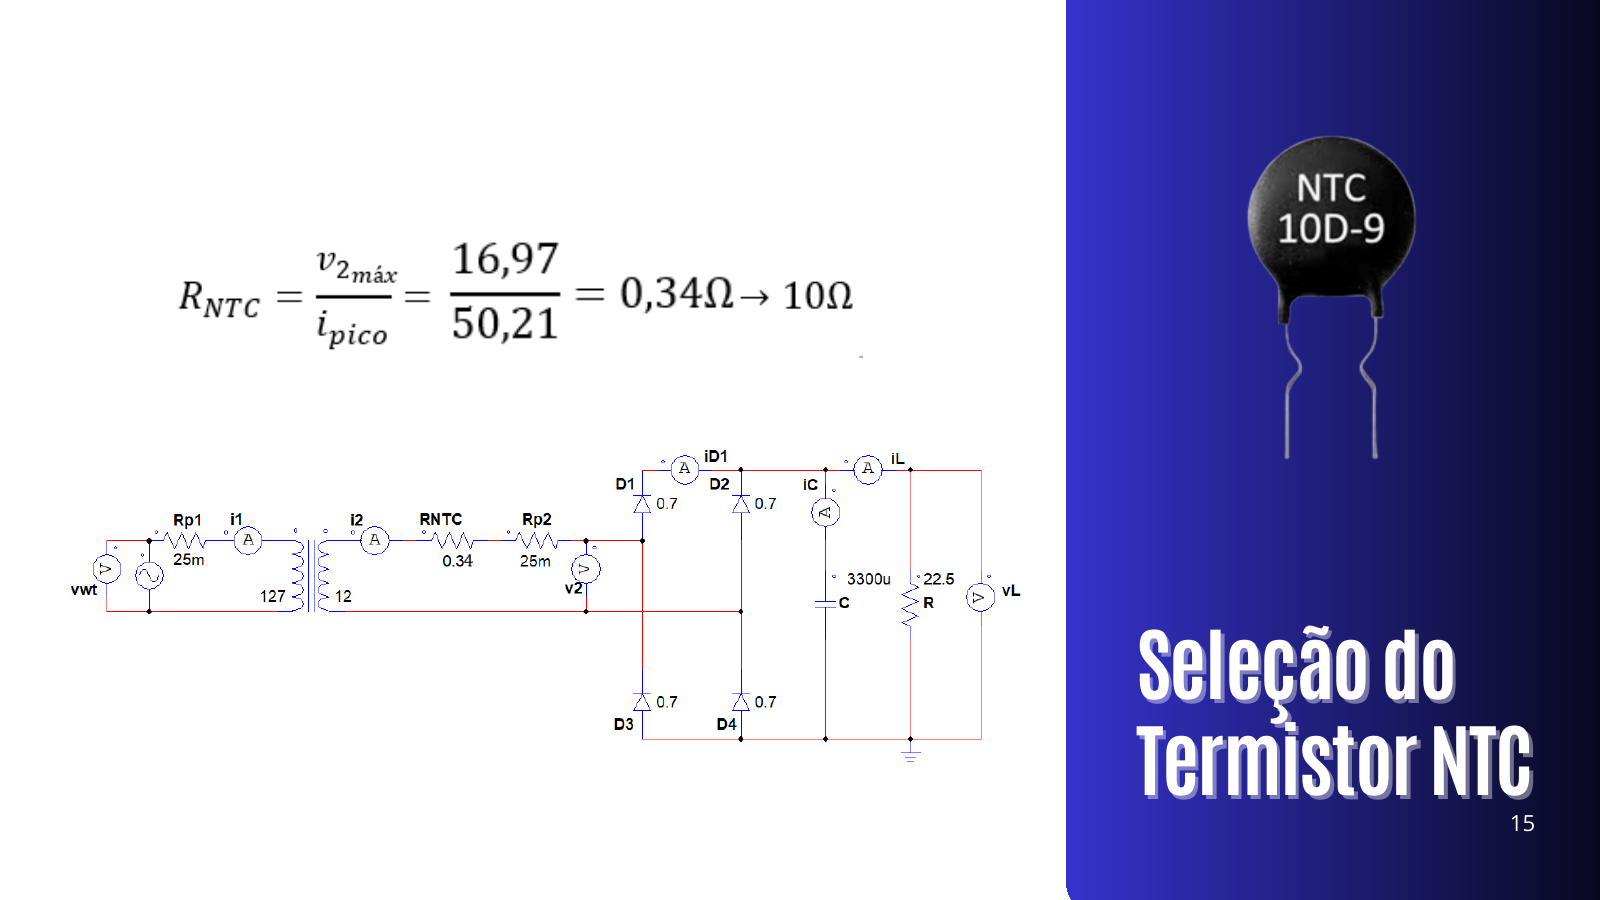 R_NTC = v_2máx / i_pico = 16,97 / 50,21 = 0,34Ω → 10Ω
NTC
10D-9
iD1
iL
D1
D2
iC
0.7
0.7
A
A
A
Rp1
i1
i2
RNTC
Rp2
A
A
25m
0.34
25m
V
V
vwt
v2
127
12
3300u
22.5
C
R
V
vL
0.7
0.7
D3
D4
Seleção do
Termistor NTC
15